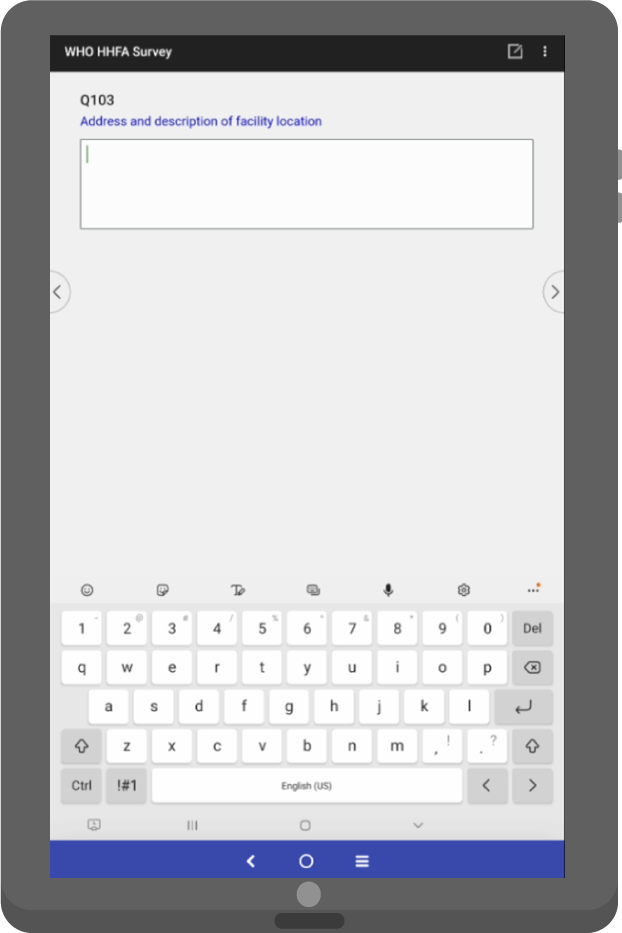 WHO HHFA Survey
Q103
Address and description of facility location
1 - 2 @ 3 # 4 / 5 % 6 ^ 7 & 8 * 9 ( 0 ) Del
q w e r t y u i o p
a s d f g h j k l
z x c v b n m , ! . ?
Ctrl !#1 English (US) < >